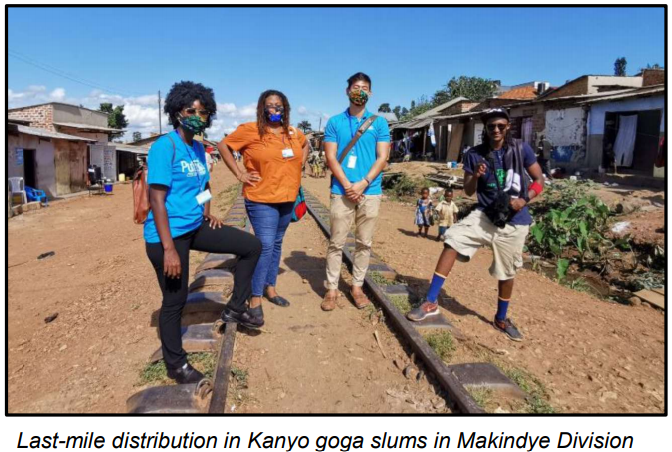 Last-mile distribution in Kanyo goga slums in Makindye Division